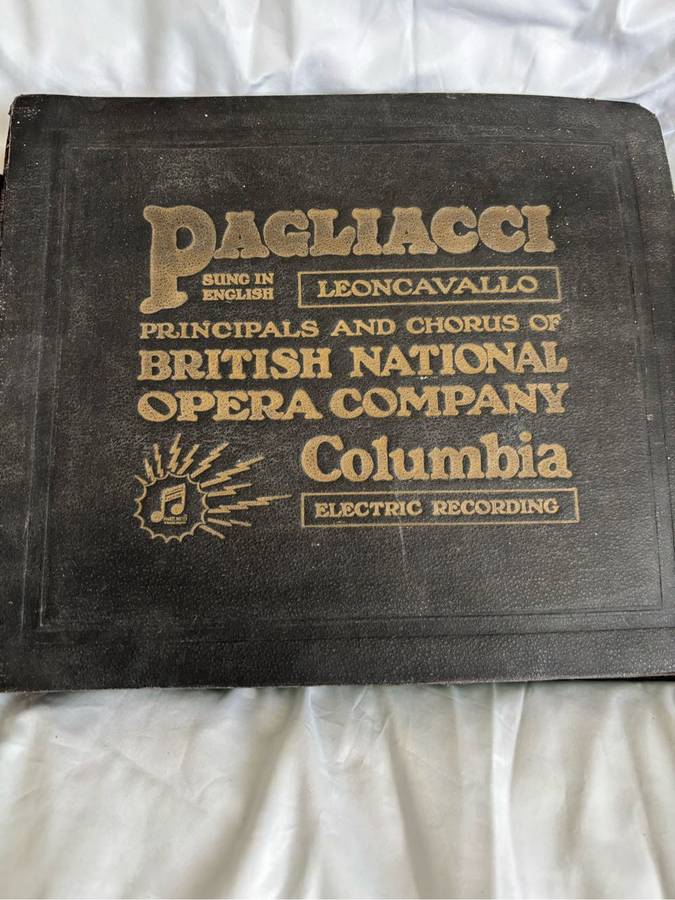 PAGLIACCI
SUNG IN
ENGLISH
LEONCAVALLO
PRINCIPALS AND CHORUS OF
BRITISH NATIONAL
OPERA COMPANY
Columbia
ELECTRIC RECORDING